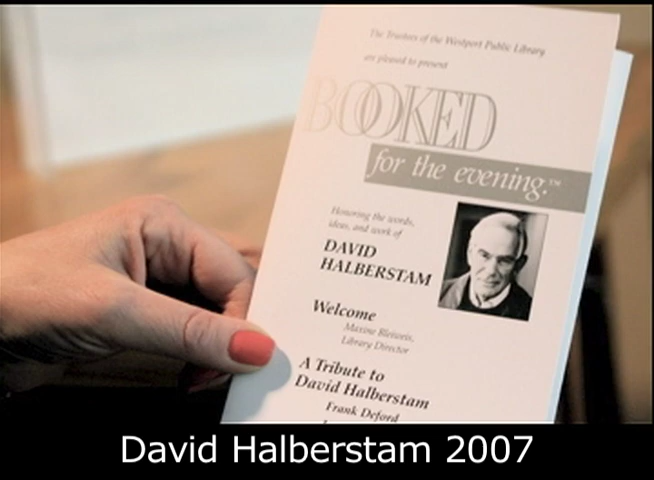 The Trustees of the Westport Public Library
are pleased to present
BOOKED
for the evening.™
Honoring the words,
ideas, and work of
DAVID
HALBERSTAM
Welcome
Maxine Bleiweis,
Library Director
A Tribute to
David Halberstam
Frank Deford
David Halberstam 2007